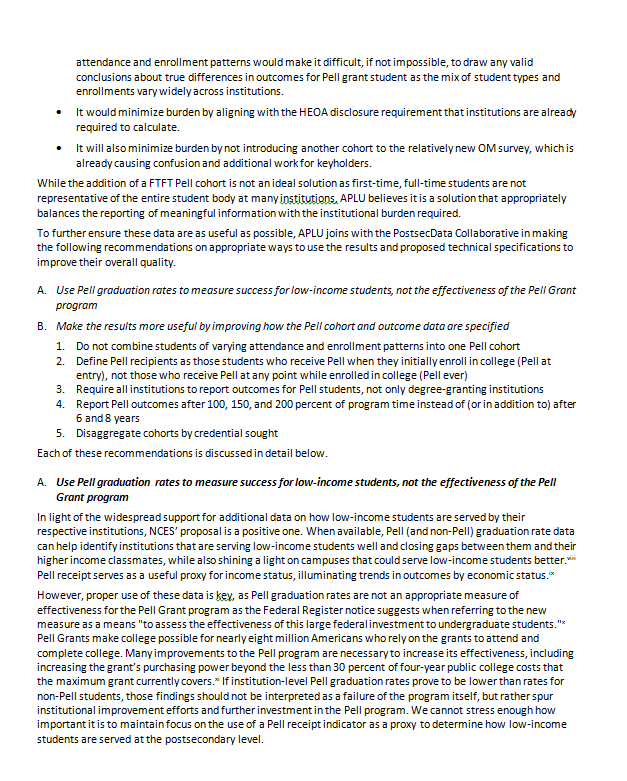 attendance and enrollment patterns would make it difficult, if not impossible, to draw any valid
conclusions about true differences in outcomes for Pell grant student as the mix of student types and
enrollments vary widely across institutions.
• It would minimize burden by aligning with the HEOA disclosure requirement that institutions are already
required to calculate.
• It will also minimize burden by not introducing another cohort to the relatively new OM survey, which is
already causing confusion and additional work for keyholders.
While the addition of a FTFT Pell cohort is not an ideal solution as first-time, full-time students are not
representative of the entire student body at many institutions, APLU believes it is a solution that appropriately
balances the reporting of meaningful information with the institutional burden required.
To further ensure these data are as useful as possible, APLU joins with the PostsecData Collaborative in making
the following recommendations on appropriate ways to use the results and proposed technical specifications to
improve their overall quality.
A. Use Pell graduation rates to measure success for low-income students, not the effectiveness of the Pell Grant
program
B. Make the results more useful by improving how the Pell cohort and outcome data are specified
1. Do not combine students of varying attendance and enrollment patterns into one Pell cohort
2. Define Pell recipients as those students who receive Pell when they initially enroll in college (Pell at
entry), not those who receive Pell at any point while enrolled in college (Pell ever)
3. Require all institutions to report outcomes for Pell students, not only degree-granting institutions
4. Report Pell outcomes after 100, 150, and 200 percent of program time instead of (or in addition to) after
6 and 8 years
5. Disaggregate cohorts by credential sought
Each of these recommendations is discussed in detail below.
A. Use Pell graduation rates to measure success for low-income students, not the effectiveness of the Pell
Grant program
In light of the widespread support for additional data on how low-income students are served by their
respective institutions, NCES' proposal is a positive one. When available, Pell (and non-Pell) graduation rate data
can help identify institutions that are serving low-income students well and closing gaps between them and their
higher income classmates, while also shining a light on campuses that could serve low-income students better.viii
Pell receipt serves as a useful proxy for income status, illuminating trends in outcomes by economic status.ix
However, proper use of these data is key, as Pell graduation rates are not an appropriate measure of
effectiveness for the Pell Grant program as the Federal Register notice suggests when referring to the new
measure as a means "to assess the effectiveness of this large federal investment to undergraduate students."x
Pell Grants make college possible for nearly eight million Americans who rely on the grants to attend and
complete college. Many improvements to the Pell program are necessary to increase its effectiveness, including
increasing the grant's purchasing power beyond the less than 30 percent of four-year public college costs that
the maximum grant currently covers.xi If institution-level Pell graduation rates prove to be lower than rates for
non-Pell students, those findings should not be interpreted as a failure of the program itself, but rather spur
institutional improvement efforts and further investment in the Pell program. We cannot stress enough how
important it is to maintain focus on the use of a Pell receipt indicator as a proxy to determine how low-income
students are served at the postsecondary level.